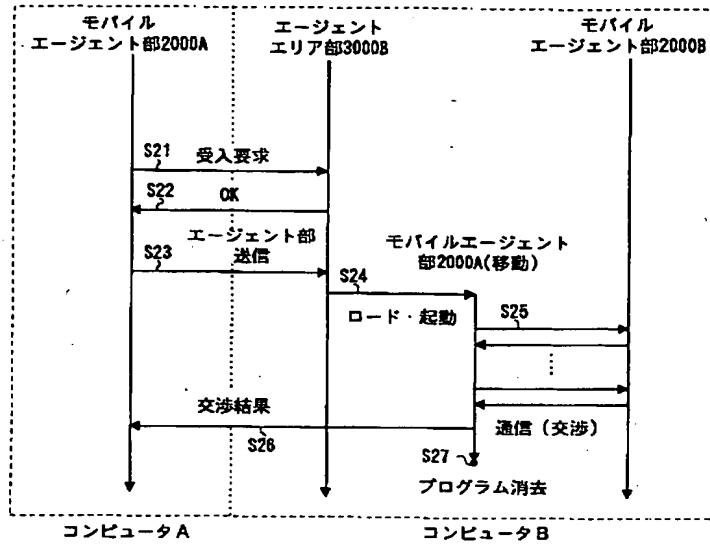 モバイル
エージェント部2000A
エージェント
エリア部3000B
モバイル
エージェント部2000B
S21
受入要求
S22
OK
エージェント部
送信
S23
モバイルエージェント
部2000A(移動)
S24
ロード・起動
S25
交渉結果
S26
通信(交渉)
S27
プログラム消去
コンピュータA
コンピュータB